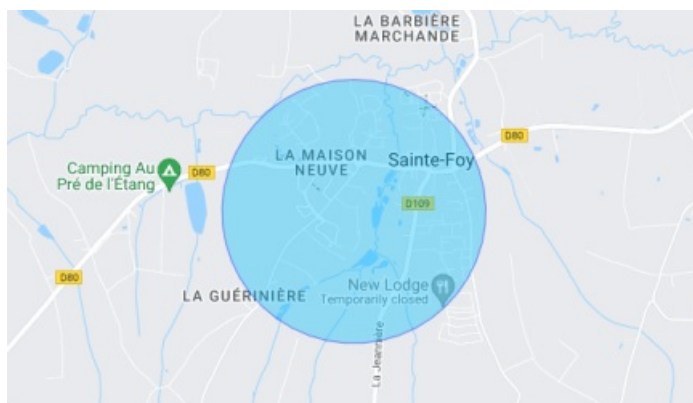 LA BARBIÈRE
MARCHANDE
D80
LA MAISON
NEUVE
Sainte-Foy
Camping Au
Pré de l'Étang
D80
D109
D80
LA GUÉRINIÈRE
New Lodge
Temporarily closed
La Jeannière